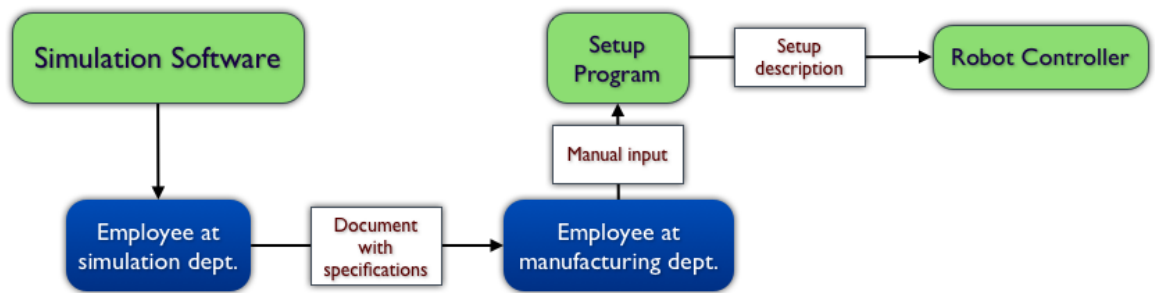 Simulation Software
Setup
Program
Setup
description
Robot Controller
Manual input
Employee at
simulation dept.
Document
with
specifications
Employee at
manufacturing dept.